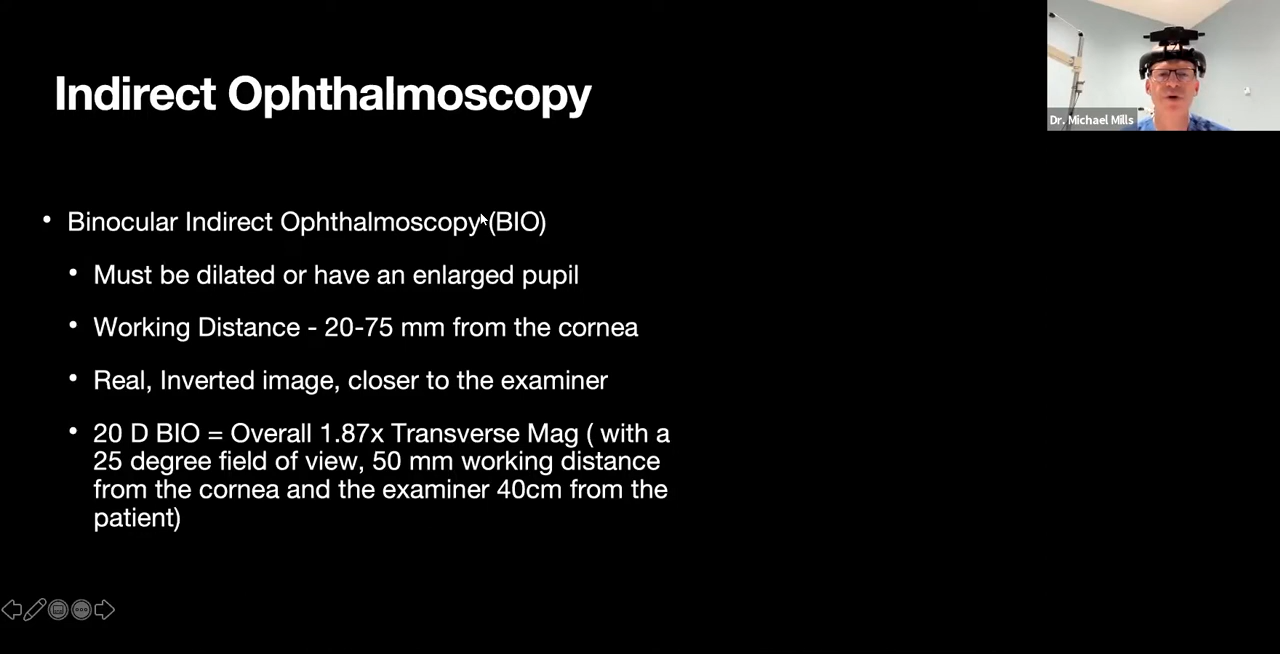 Indirect Ophthalmoscopy
Dr. Michael Mills
• Binocular Indirect Ophthalmoscopy (BIO)
• Must be dilated or have an enlarged pupil
• Working Distance - 20-75 mm from the cornea
• Real, Inverted image, closer to the examiner
• 20 D BIO = Overall 1.87x Transverse Mag ( with a
25 degree field of view, 50 mm working distance
from the cornea and the examiner 40cm from the
patient)